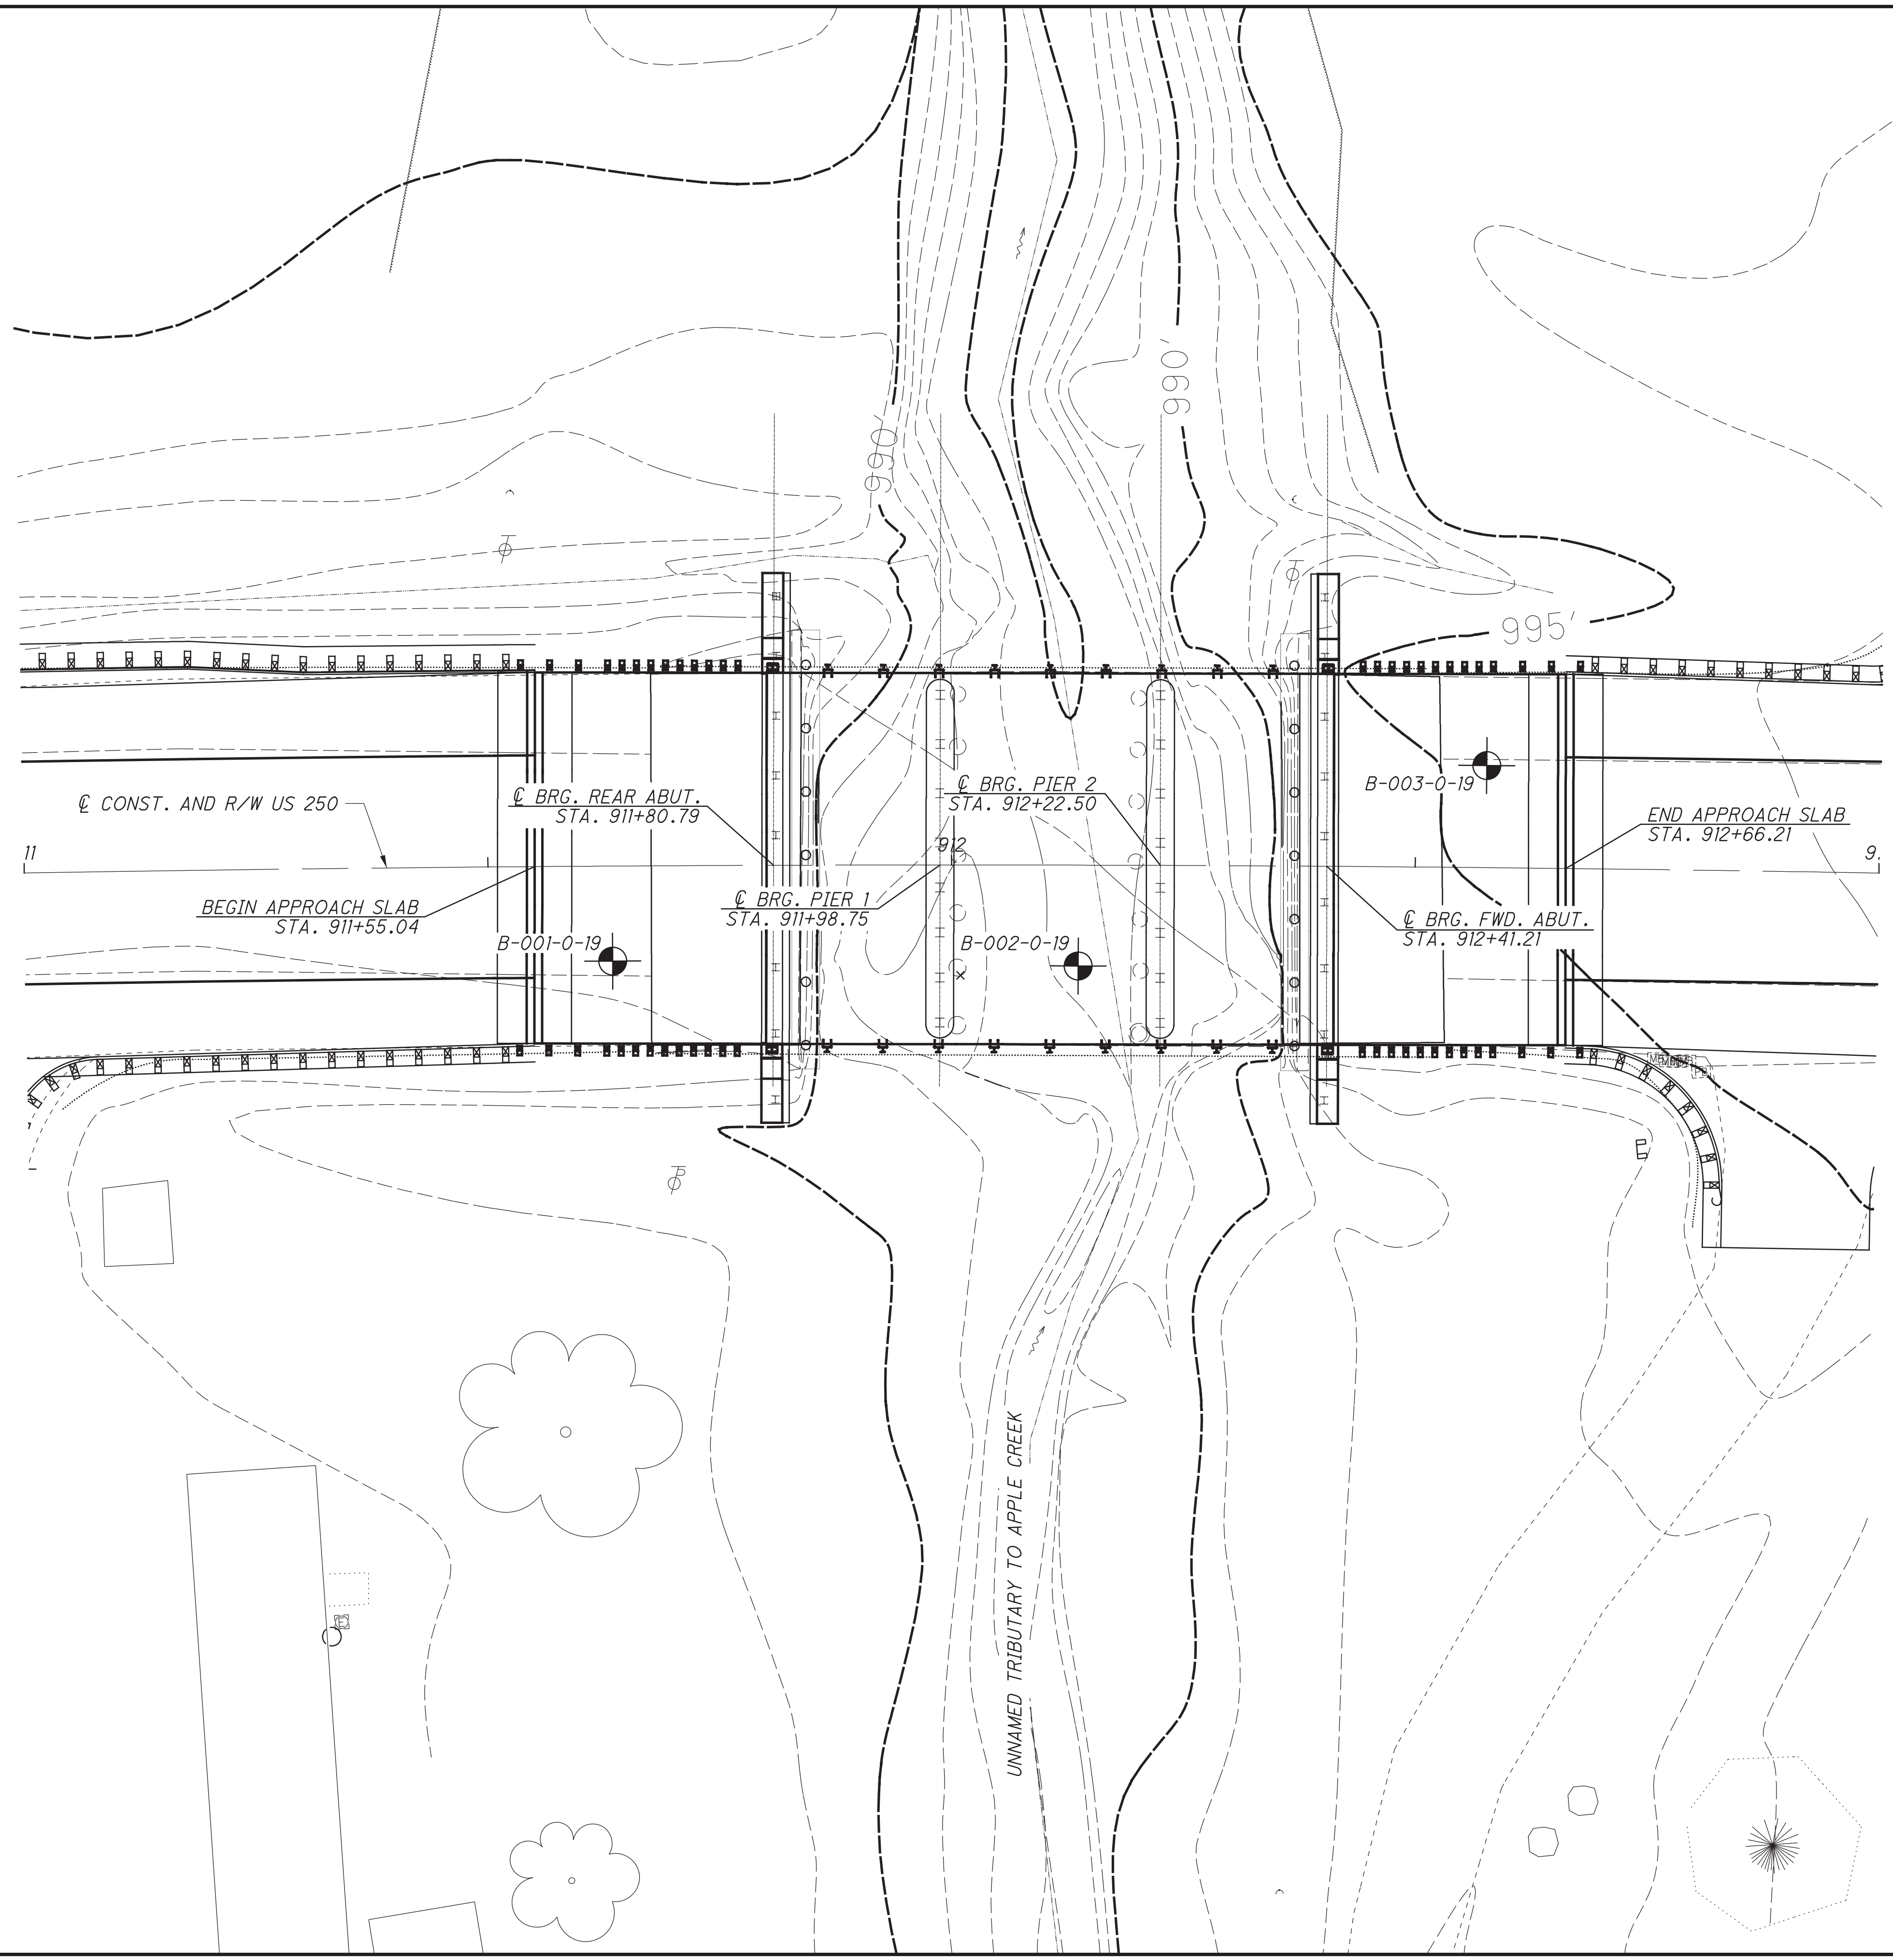 990'
990'
995'
℄ CONST. AND R/W US 250
℄ BRG. REAR ABUT.
STA. 911+80.79
℄ BRG. PIER 2
STA. 912+22.50
B-003-0-19
END APPROACH SLAB
STA. 912+66.21
11
912
9
BEGIN APPROACH SLAB
STA. 911+55.04
℄ BRG. PIER 1
STA. 911+98.75
℄ BRG. FWD. ABUT.
STA. 912+41.21
B-001-0-19
B-002-0-19
UNNAMED TRIBUTARY TO APPLE CREEK
E